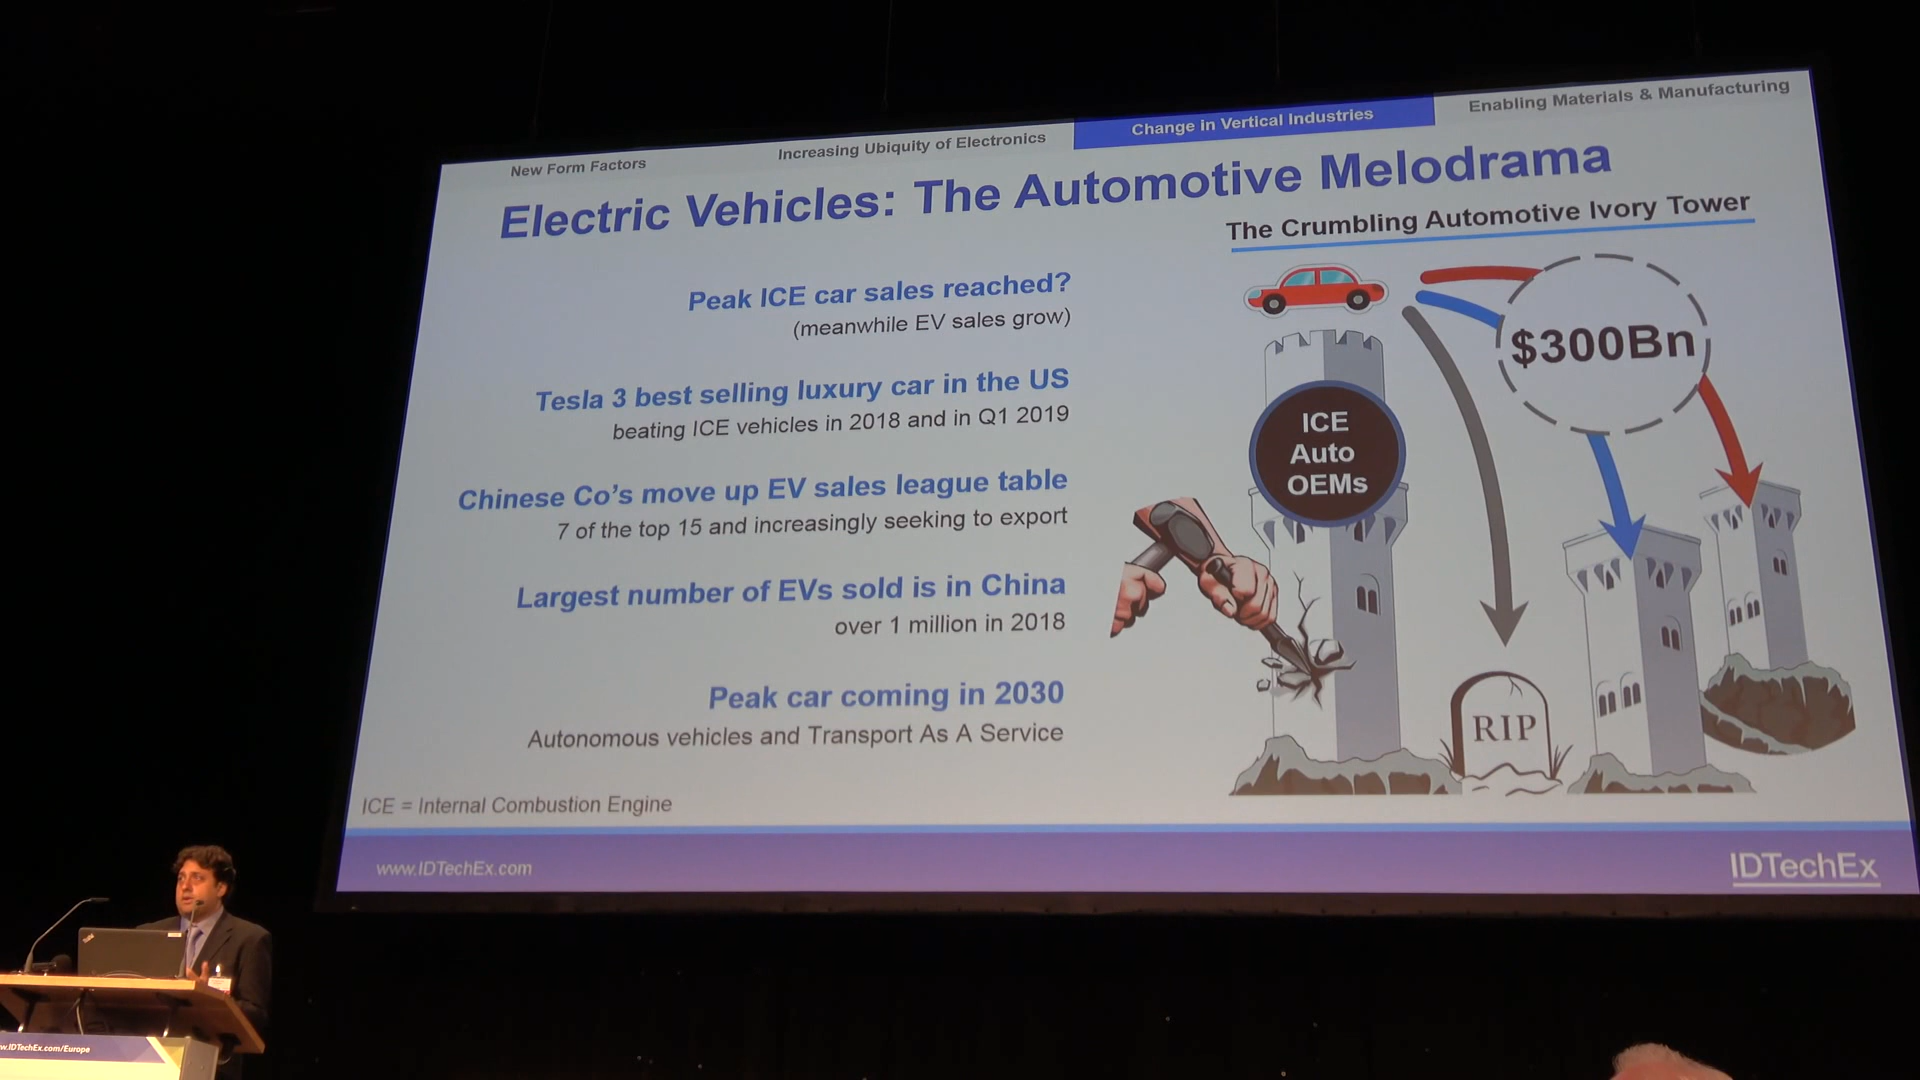 New Form Factors
Increasing Ubiquity of Electronics
Change in Vertical Industries
Enabling Materials & Manufacturing
Electric Vehicles: The Automotive Melodrama
The Crumbling Automotive Ivory Tower
Peak ICE car sales reached?
(meanwhile EV sales grow)
Tesla 3 best selling luxury car in the US
beating ICE vehicles in 2018 and in Q1 2019
Chinese Co's move up EV sales league table
7 of the top 15 and increasingly seeking to export
Largest number of EVs sold is in China
over 1 million in 2018
Peak car coming in 2030
Autonomous vehicles and Transport As A Service
ICE = Internal Combustion Engine
$300Bn
ICE
Auto
OEMs
RIP
www.IDTechEx.com
IDTechEx
w.IDTechEx.com/Europe